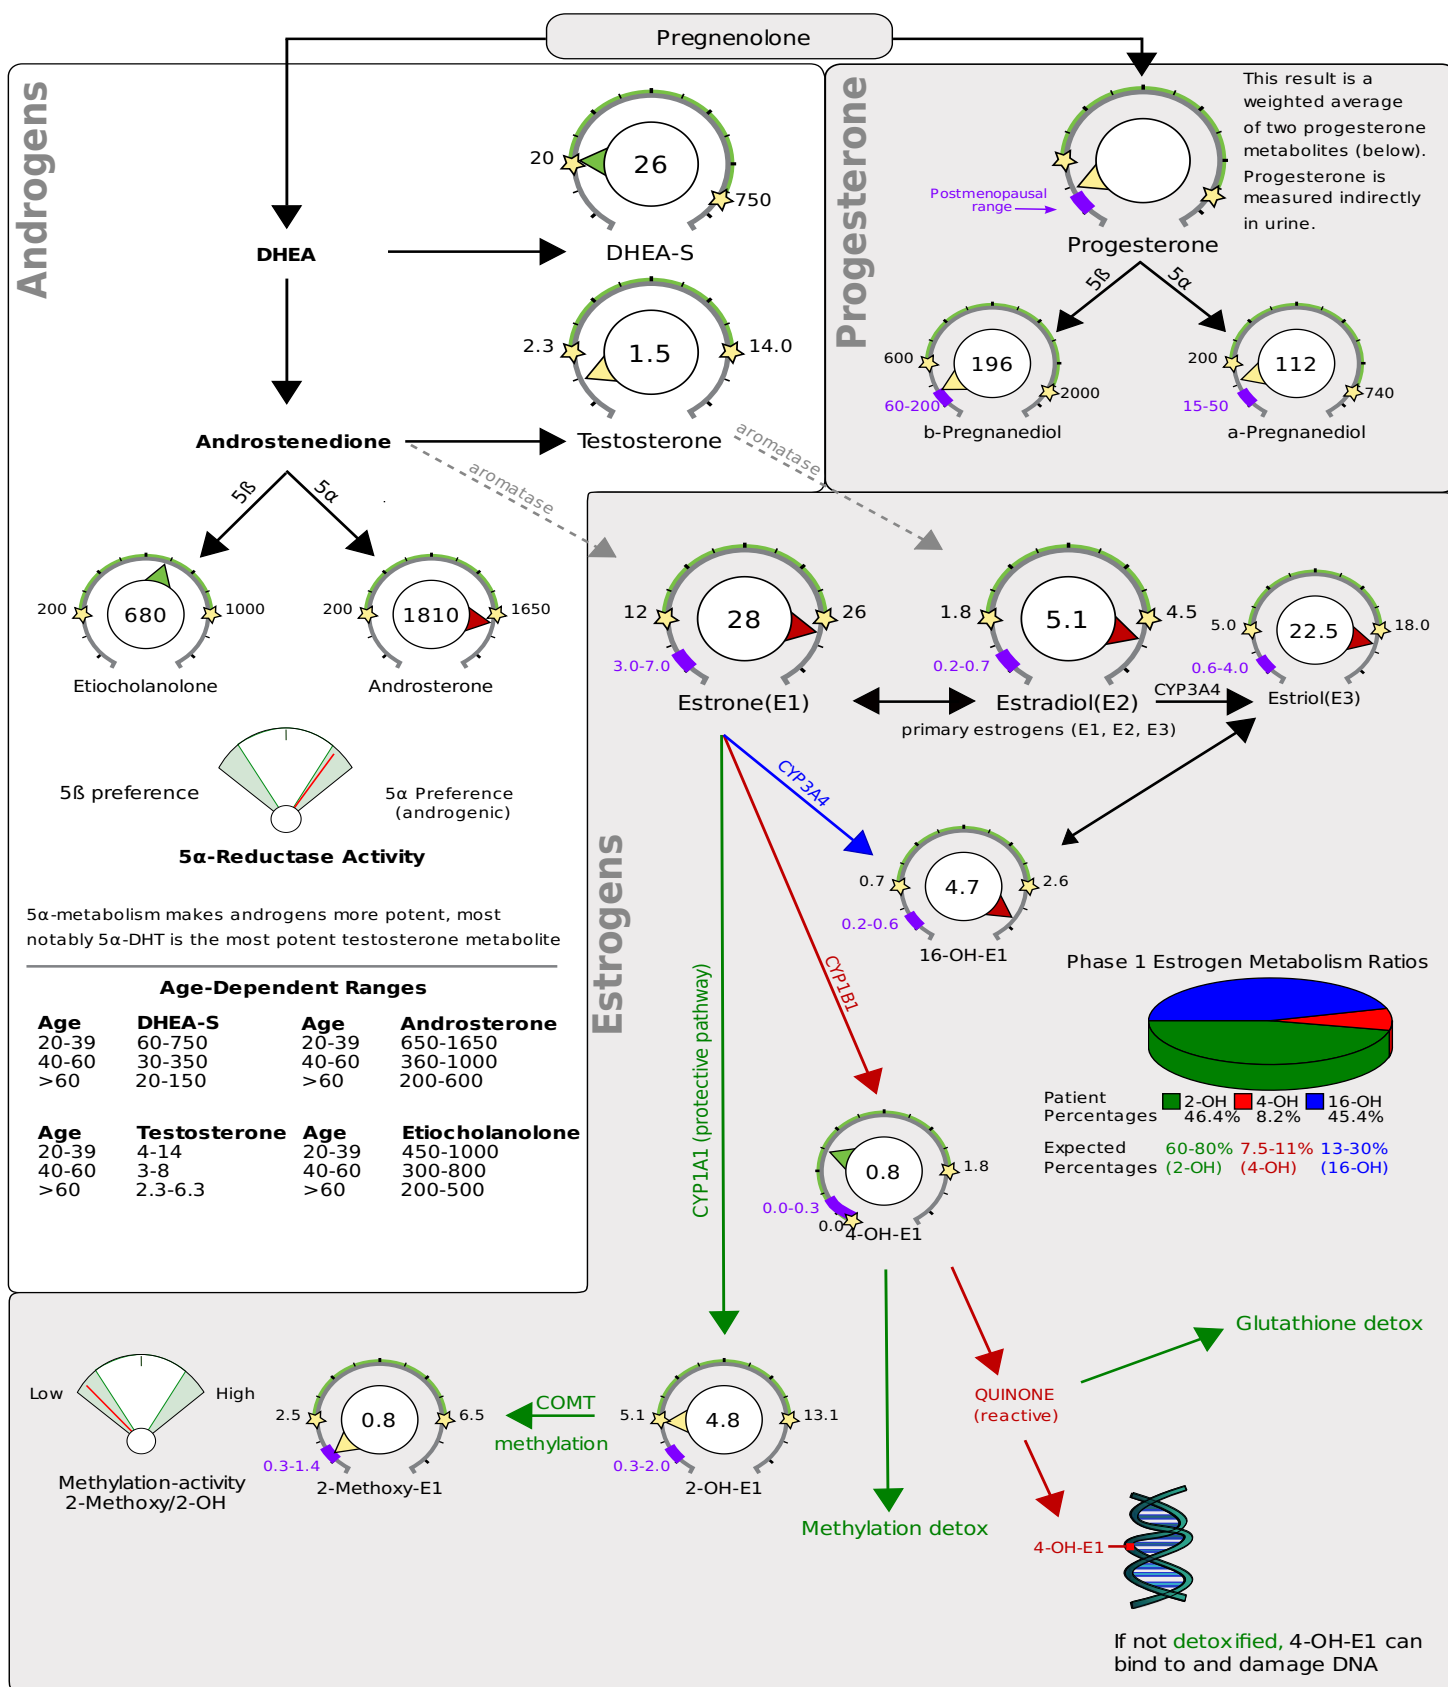 Pregnenolone
Androgens
20
26
750
DHEA-S
DHEA
2.3
1.5
14.0
Testosterone
Androstenedione
aromatase
aromatase
5ß
5α
200
680
1000
Etiocholanolone
200
1810
1650
Androsterone
5ß preference
5α Preference
(androgenic)
5α-Reductase Activity
5α-metabolism makes androgens more potent, most
notably 5α-DHT is the most potent testosterone metabolite
Age-Dependent Ranges
Age DHEA-S Age Androsterone
20-39 60-750 20-39 650-1650
40-60 30-350 40-60 360-1000
>60 20-150 >60 200-600
Age Testosterone Age Etiocholanolone
20-39 4-14 20-39 450-1000
40-60 3-8 40-60 300-800
>60 2.3-6.3 >60 200-500
Progesterone
This result is a
weighted average
of two progesterone
metabolites (below).
Progesterone is
measured indirectly
in urine.
Postmenopausal
range
Progesterone
5ß
5α
600
196
2000
60-200
b-Pregnanediol
200
112
740
15-50
a-Pregnanediol
Estrogens
12
28
26
3.0-7.0
Estrone(E1)
1.8
5.1
4.5
0.2-0.7
Estradiol(E2)
CYP3A4
5.0
22.5
18.0
0.6-4.0
Estriol(E3)
primary estrogens (E1, E2, E3)
CYP3A4
0.7
4.7
2.6
0.2-0.6
16-OH-E1
CYP1B1
CYP1A1 (protective pathway)
Phase 1 Estrogen Metabolism Ratios
Patient 2-OH 4-OH 16-OH
Percentages 46.4% 8.2% 45.4%
Expected 60-80% 7.5-11% 13-30%
Percentages (2-OH) (4-OH) (16-OH)
0.8
1.8
0.0-0.3
0.0
4-OH-E1
Low
High
Methylation-activity
2-Methoxy/2-OH
2.5
0.8
6.5
0.3-1.4
2-Methoxy-E1
COMT
methylation
5.1
4.8
13.1
0.3-2.0
2-OH-E1
Methylation detox
Glutathione detox
QUINONE
(reactive)
4-OH-E1
If not detoxified, 4-OH-E1 can
bind to and damage DNA